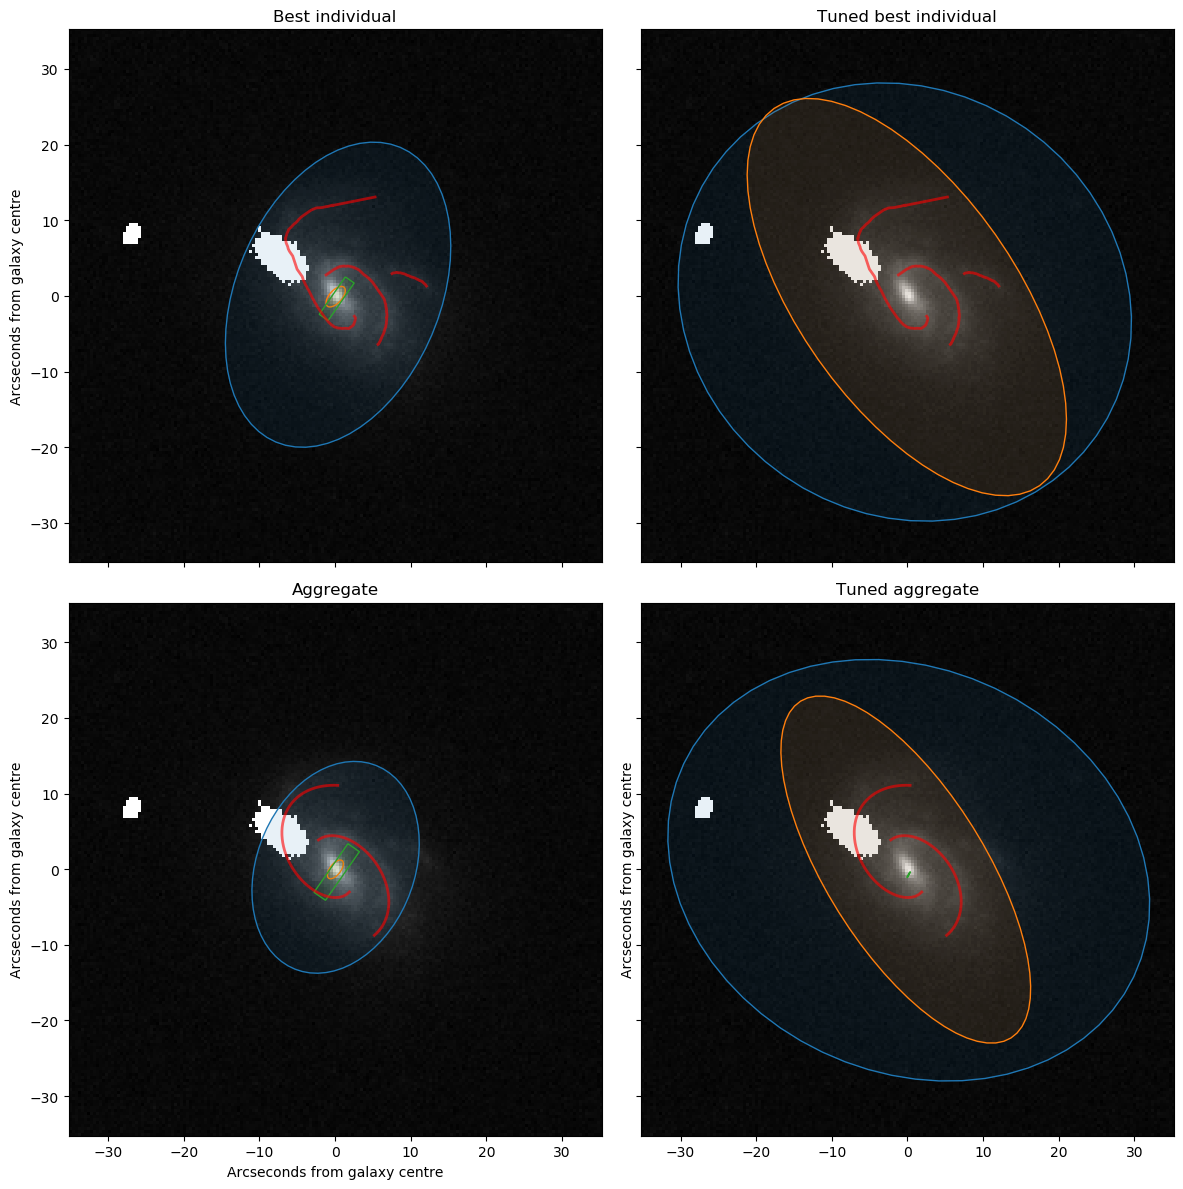 Best individual
Tuned best individual
30
20
10
0
−10
−20
−30
Arcseconds from galaxy centre
Aggregate
Tuned aggregate
30
20
10
0
−10
−20
−30
Arcseconds from galaxy centre
Arcseconds from galaxy centre
−30 −20 −10 0 10 20 30
−30 −20 −10 0 10 20 30
Arcseconds from galaxy centre